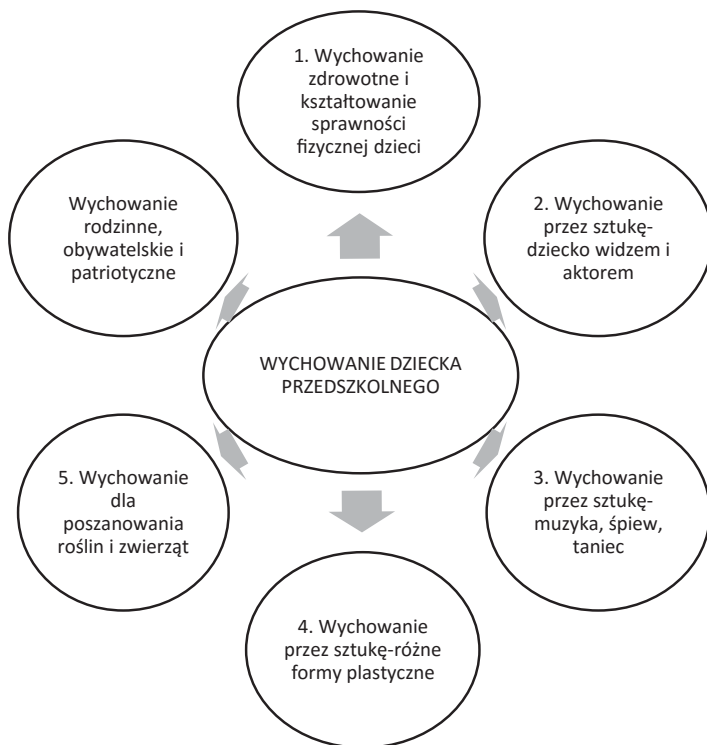 1. Wychowanie
zdrowotne i
kształtowanie
sprawności
fizycznej dzieci
2. Wychowanie
przez sztukę-
dziecko widzem i
aktorem
3. Wychowanie
przez sztukę-
muzyka, śpiew,
taniec
4. Wychowanie
przez sztukę-różne
formy plastyczne
5. Wychowanie
dla
poszanowania
roślin i zwierząt
Wychowanie
rodzinne,
obywatelskie i
patriotyczne
WYCHOWANIE DZIECKA
PRZEDSZKOLNEGO